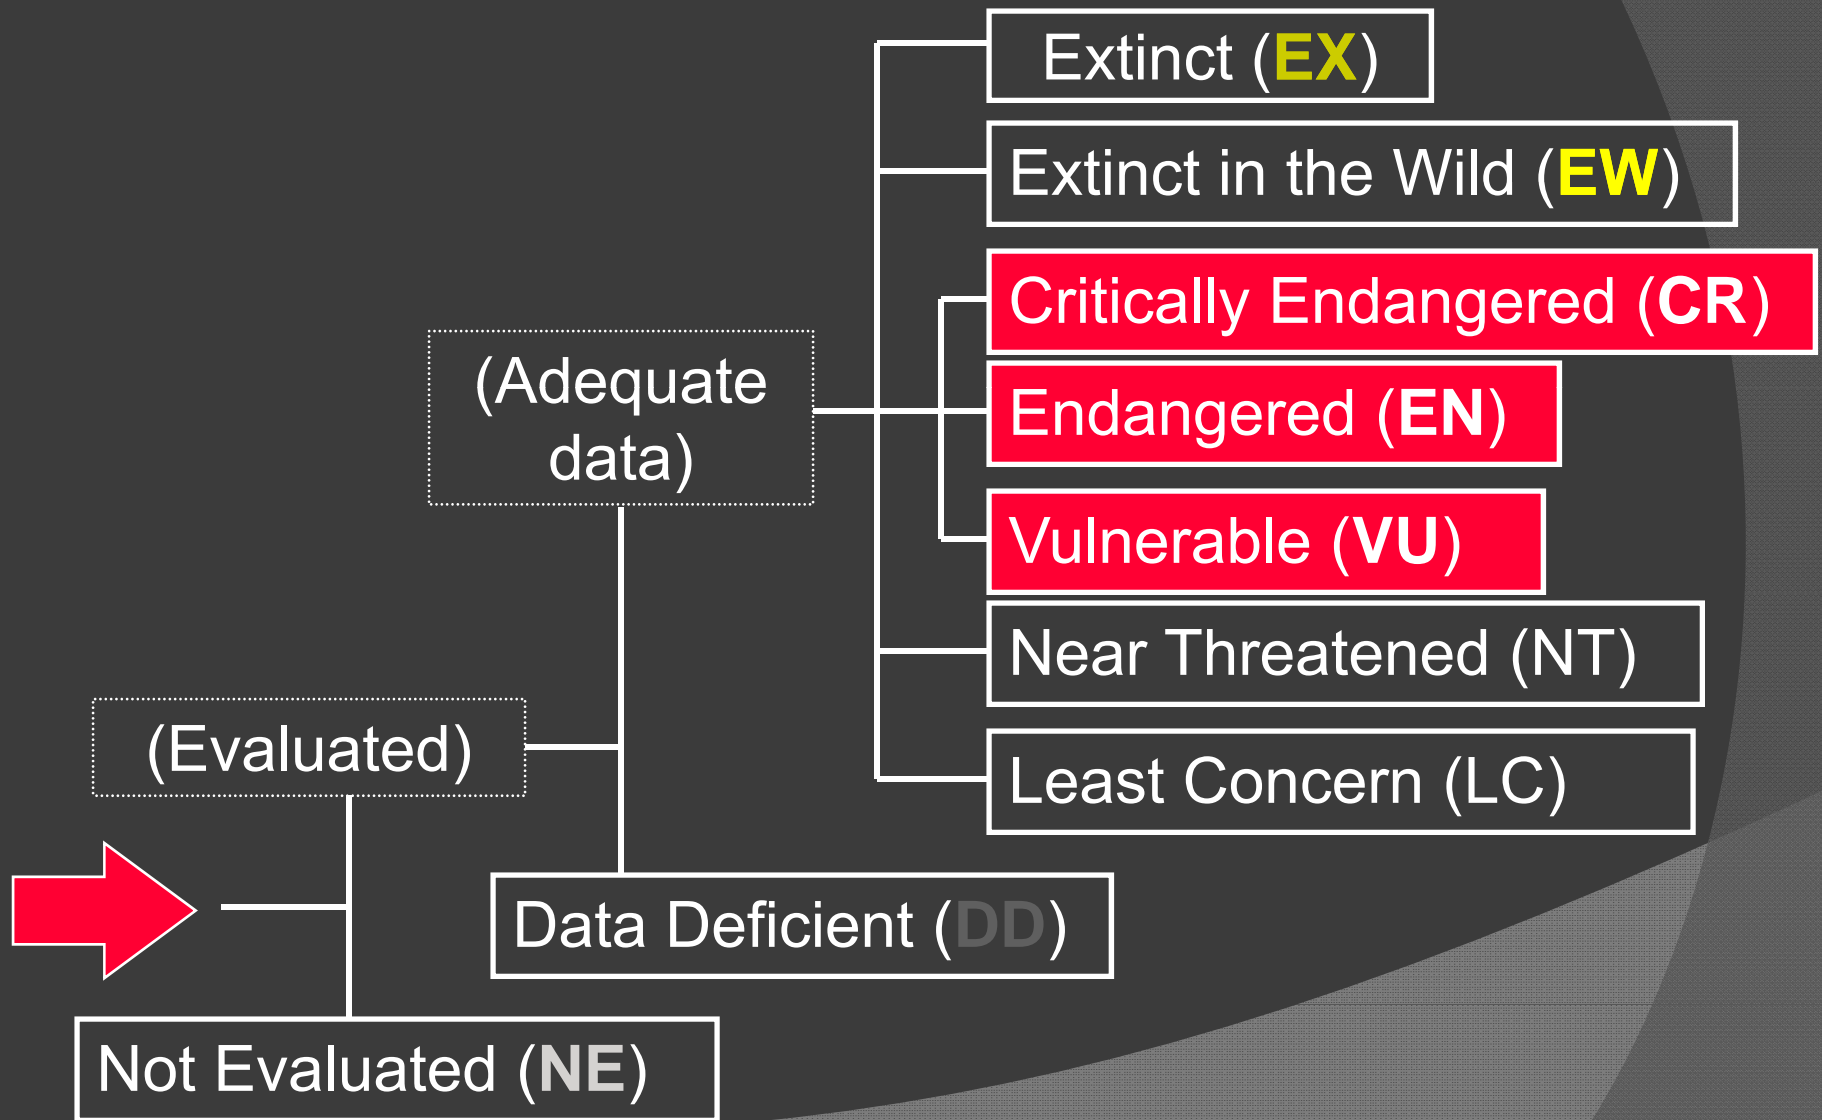 Extinct (EX)
Extinct in the Wild (EW)
Critically Endangered (CR)
(Adequate
data)
Endangered (EN)
Vulnerable (VU)
Near Threatened (NT)
(Evaluated)
Least Concern (LC)
Data Deficient (DD)
Not Evaluated (NE)